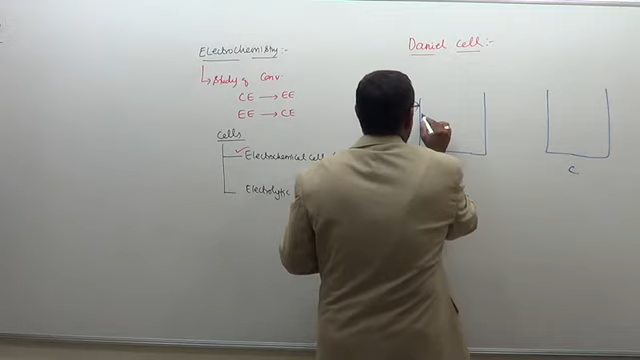 Electrochemistry:-
Study of Conv.
CE → EE
EE → CE
Cells
Electrochemical Cell
Electrolytic
Daniel Cell:-
C